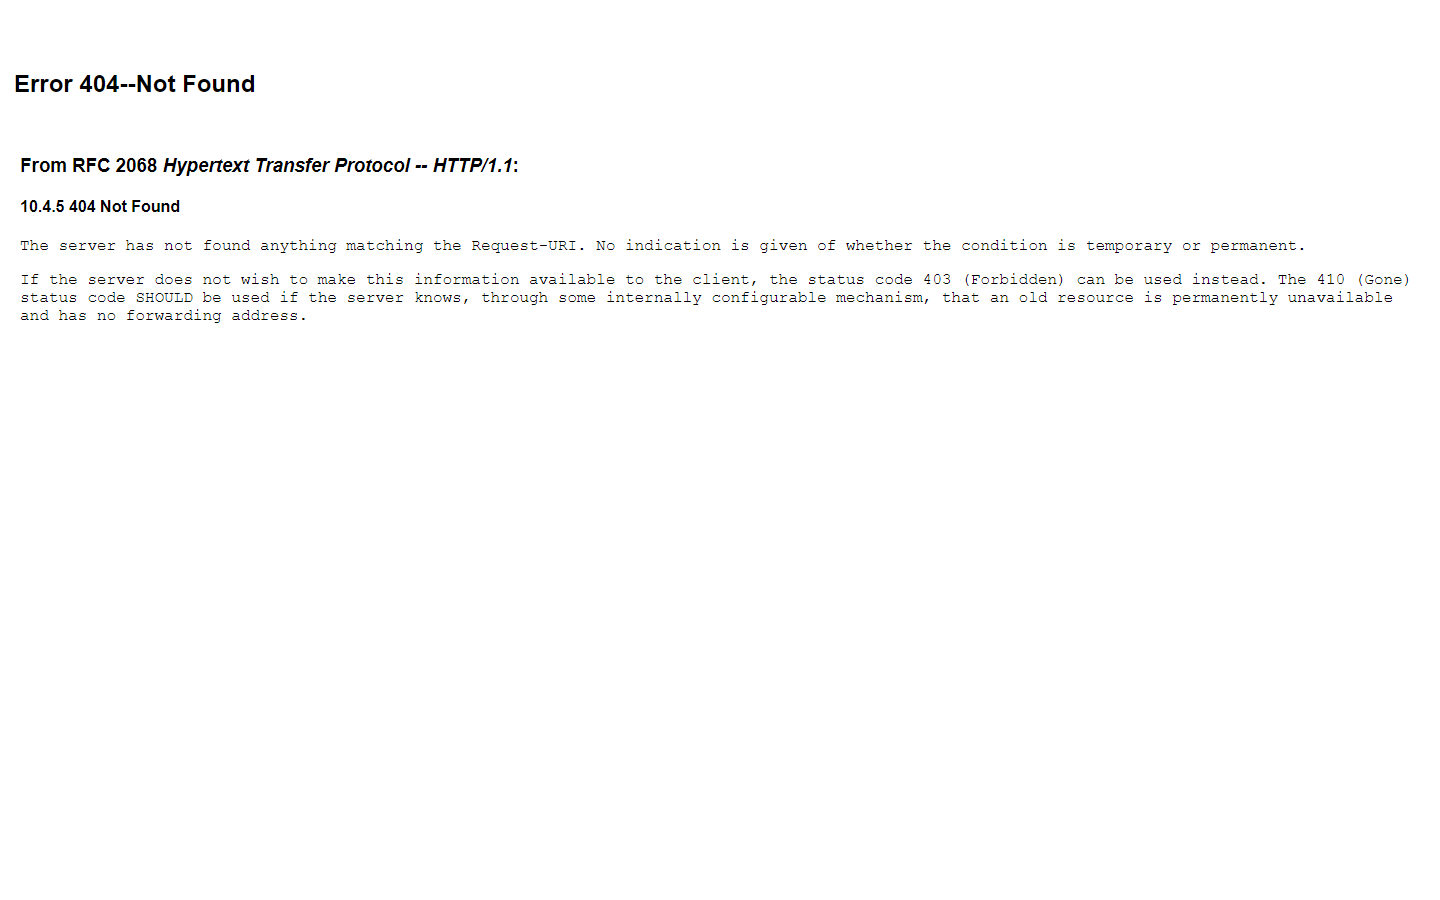 Error 404--Not Found
From RFC 2068 Hypertext Transfer Protocol -- HTTP/1.1:
10.4.5 404 Not Found
The server has not found anything matching the Request-URI. No indication is given of whether the condition is temporary or permanent.
If the server does not wish to make this information available to the client, the status code 403 (Forbidden) can be used instead. The 410 (Gone)
status code SHOULD be used if the server knows, through some internally configurable mechanism, that an old resource is permanently unavailable
and has no forwarding address.